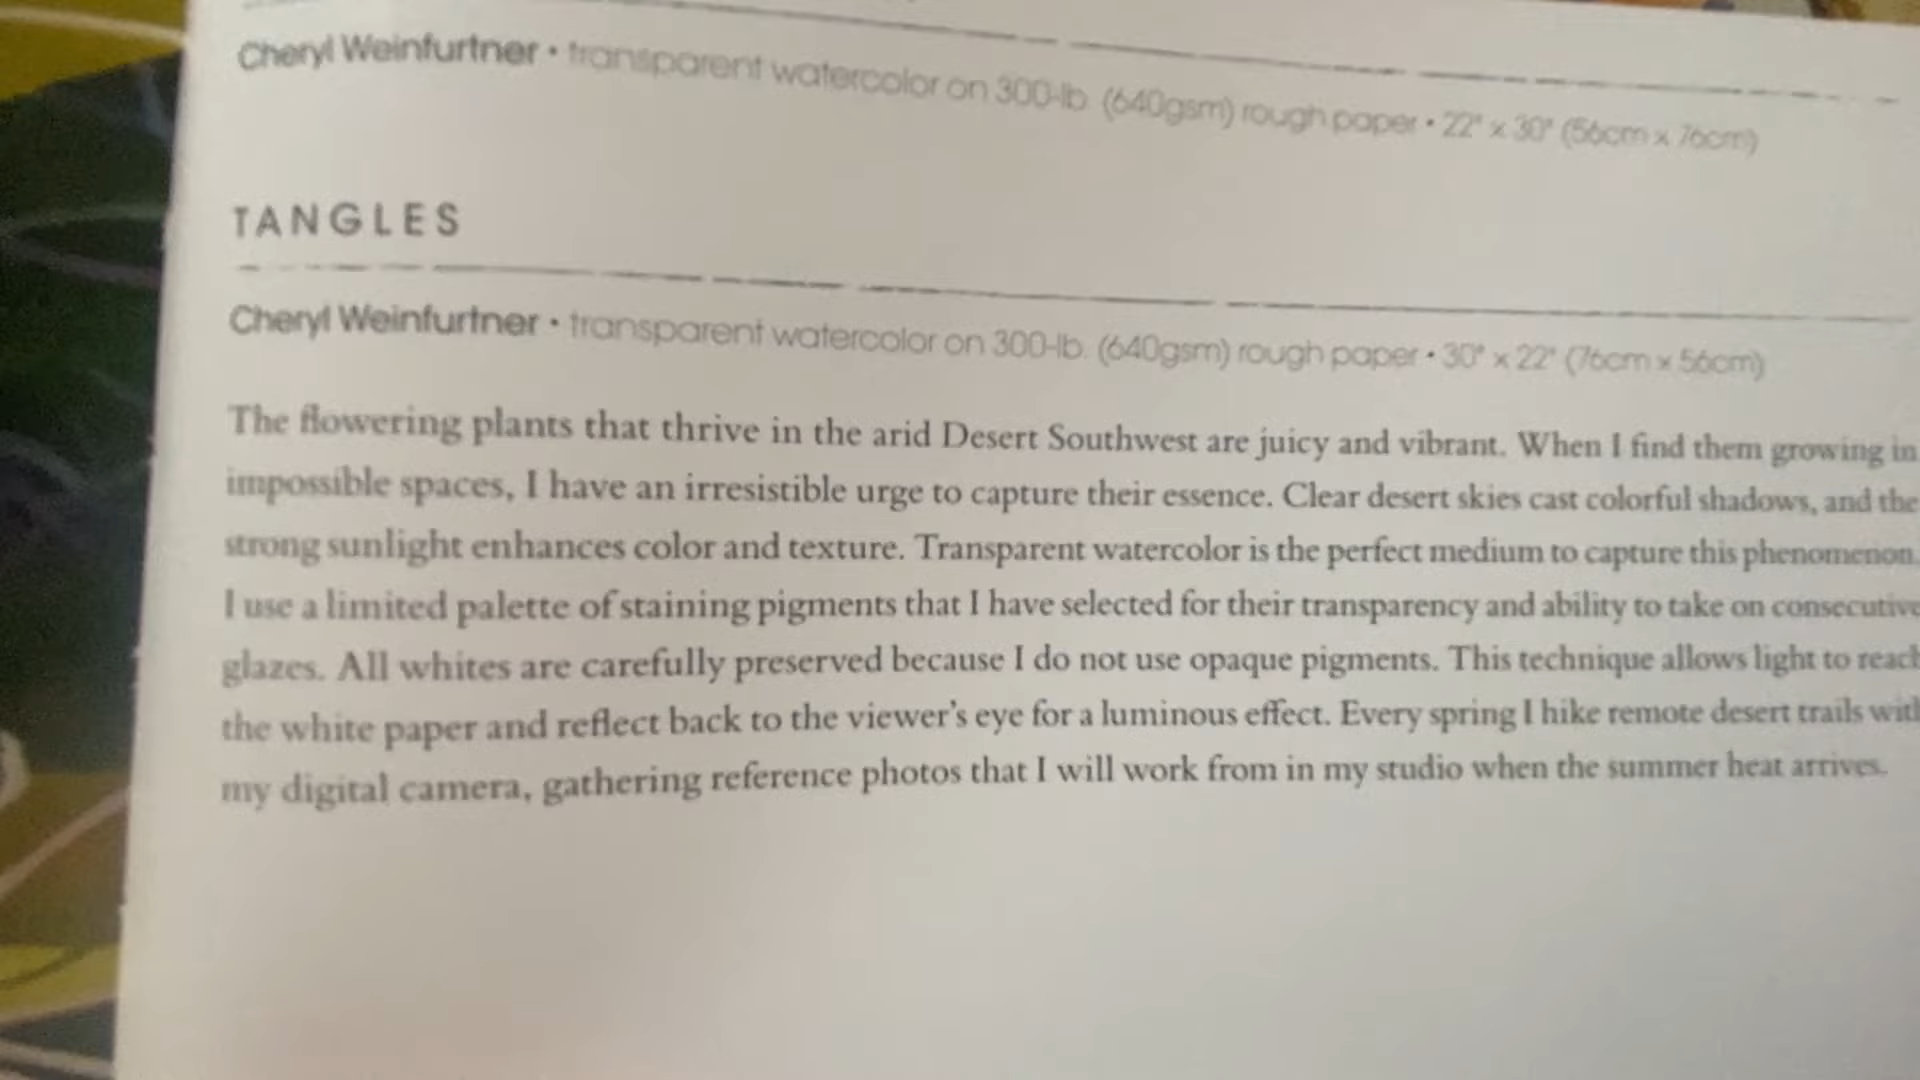 Cheryl Weinfurtner • transparent watercolor on 300-lb. (640gsm) rough paper • 22" x 30" (56cm x 76cm)
TANGLES
Cheryl Weinfurtner • transparent watercolor on 300-lb. (640gsm) rough paper • 30" x 22" (76cm x 56cm)
The flowering plants that thrive in the arid Desert Southwest are juicy and vibrant. When I find them growing in
impossible spaces, I have an irresistible urge to capture their essence. Clear desert skies cast colorful shadows, and the
strong sunlight enhances color and texture. Transparent watercolor is the perfect medium to capture this phenomenon.
I use a limited palette of staining pigments that I have selected for their transparency and ability to take on consecutive
glazes. All whites are carefully preserved because I do not use opaque pigments. This technique allows light to reach
the white paper and reflect back to the viewer's eye for a luminous effect. Every spring I hike remote desert trails with
my digital camera, gathering reference photos that I will work from in my studio when the summer heat arrives.